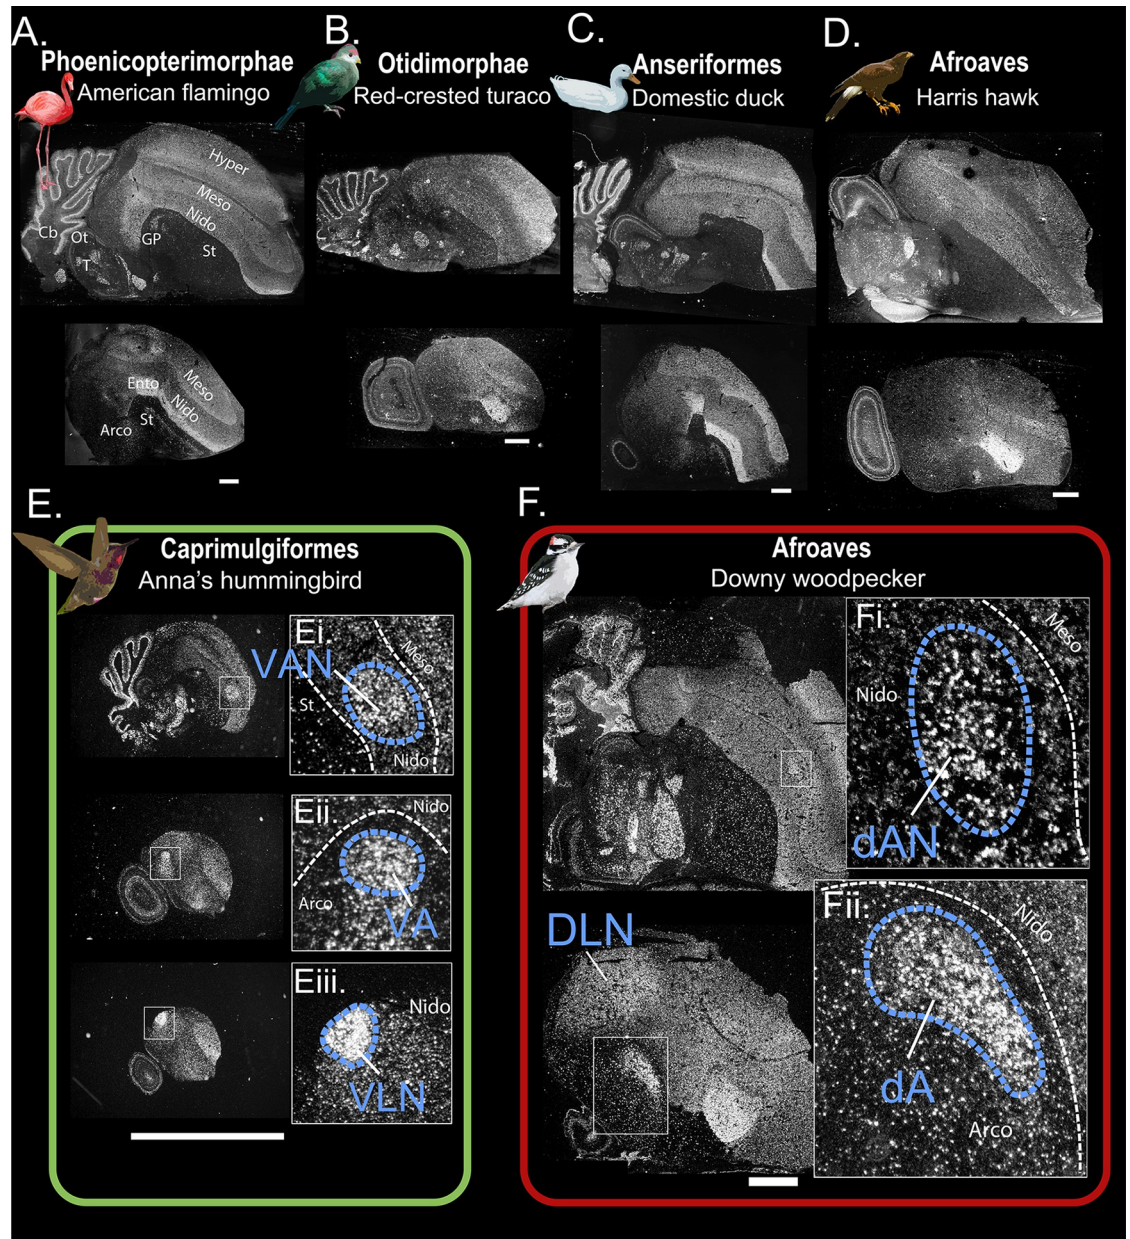 A.
Phoenicopterimorphae
American flamingo
B.
Otidimorphae
Red-crested turaco
C.
Anseriformes
Domestic duck
D.
Afroaves
Harris hawk
Hyper
Meso
Nido
Cb
Ot
GP
St
T
Meso
Ento
Nido
St
Arco
E.
Caprimulgiformes
Anna's hummingbird
Ei.
Meso
VAN
St
Nido
Eii.
Nido
Arco
VA
Eiii.
Nido
VLN
F.
Afroaves
Downy woodpecker
Fi.
Meso
Nido
dAN
DLN
Fii.
Nido
dA
Arco